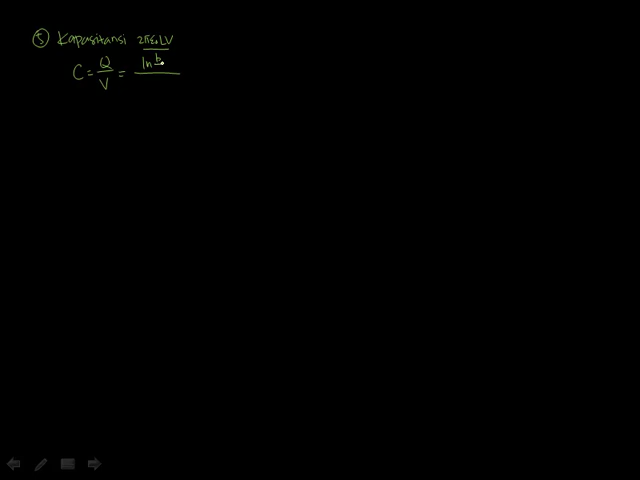 ⑤ Kapasitansi 2πε₀LV
C = Q/V = ln b